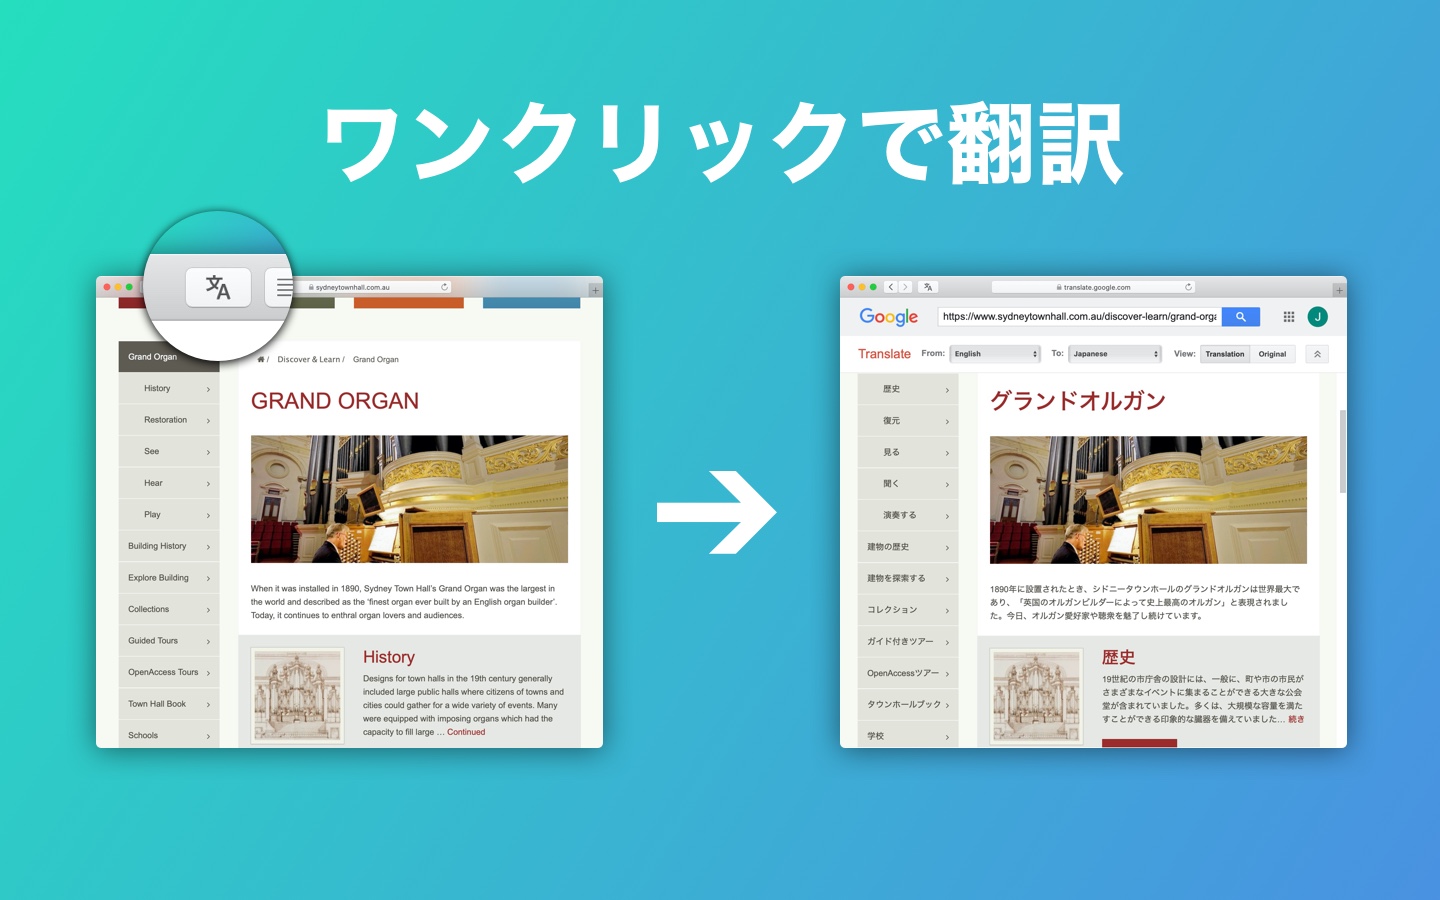 ワンクリックで翻訳
文A
sydneytownhall.com.au
Grand Organ
History
Restoration
See
Hear
Play
Building History
Explore Building
Collections
Guided Tours
OpenAccess Tours
Town Hall Book
Schools
/ Discover & Learn / Grand Organ
GRAND ORGAN
When it was installed in 1890, Sydney Town Hall's Grand Organ was the largest in
the world and described as the 'finest organ ever built by an English organ builder'.
Today, it continues to enthral organ lovers and audiences.
History
Designs for town halls in the 19th century generally
included large public halls where citizens of towns and
cities could gather for a wide variety of events. Many
were equipped with imposing organs which had the
capacity to fill large … Continued
文A
translate.google.com
Google
https://www.sydneytownhall.com.au/discover-learn/grand-orga
J
Translate From: English To: Japanese View: Translation Original
歴史
復元
見る
聞く
演奏する
建物の歴史
建物を探索する
コレクション
ガイド付きツアー
OpenAccessツアー
タウンホールブック
学校
グランドオルガン
1890年に設置されたとき、シドニータウンホールのグランドオルガンは世界最大で
あり、「英国のオルガンビルダーによって史上最高のオルガン」と表現されまし
た。今日、オルガン愛好家や聴衆を魅了し続けています。
歴史
19世紀の市庁舎の設計には、一般に、町や市の市民が
さまざまなイベントに集まることができる大きな公会
堂が含まれていました。多くは、大規模な容量を満た
すことができる印象的な臓器を備えていました… 続き